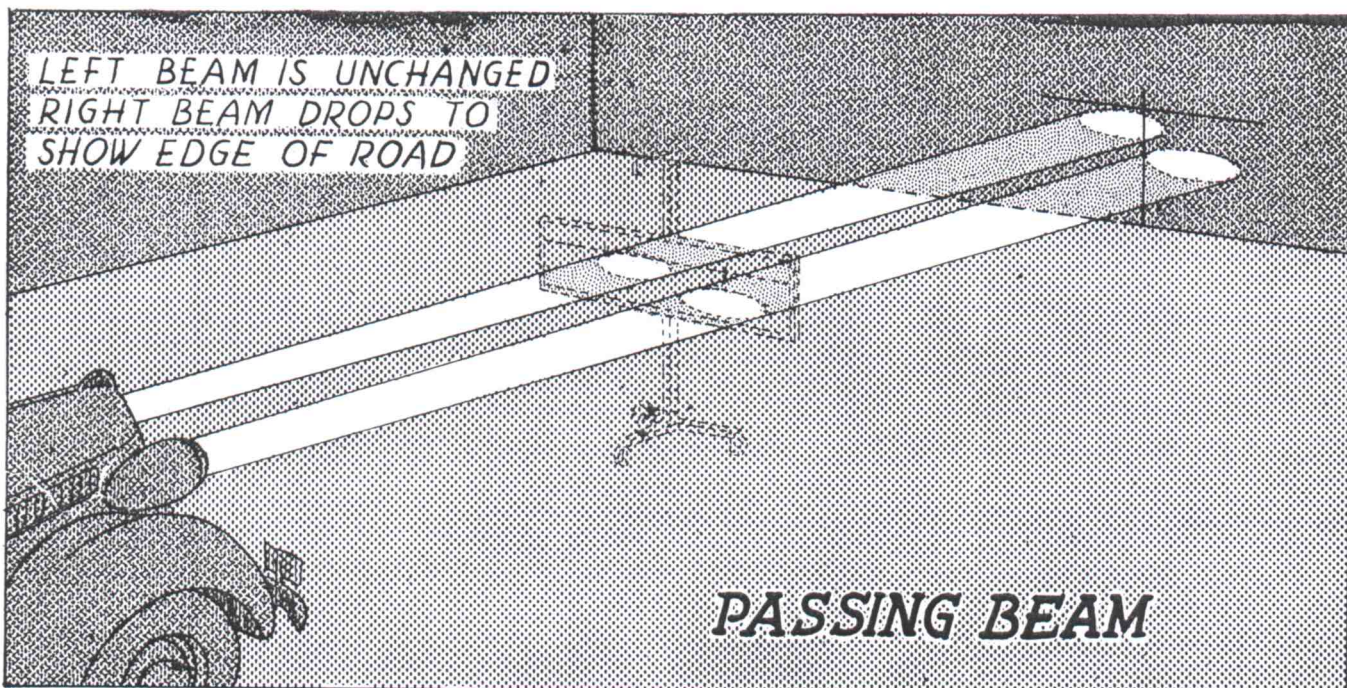 LEFT BEAM IS UNCHANGED
RIGHT BEAM DROPS TO
SHOW EDGE OF ROAD
PASSING BEAM